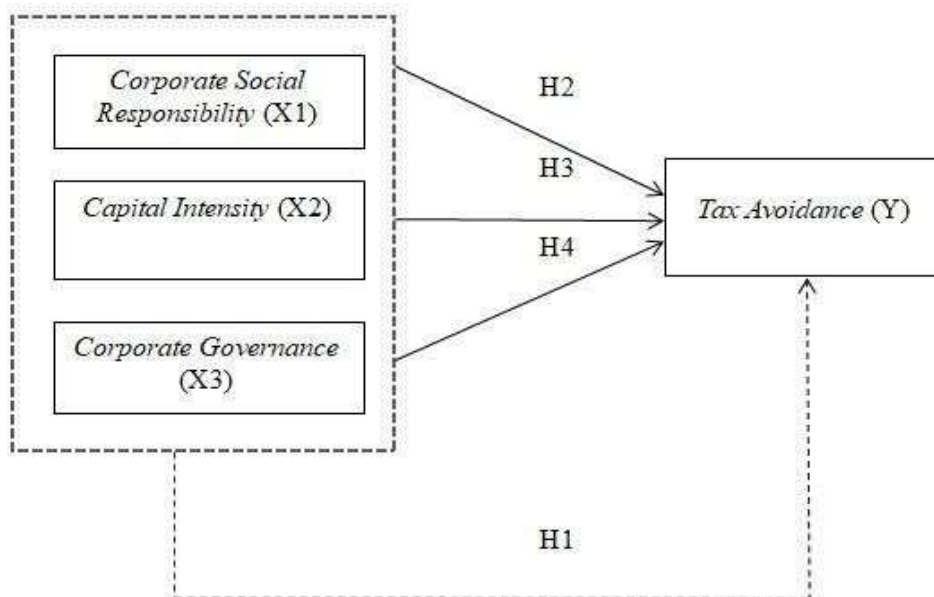 Corporate Social
Responsibility (X1)
H2
H3
Capital Intensity (X2)
Tax Avoidance (Y)
H4
Corporate Governance
(X3)
H1